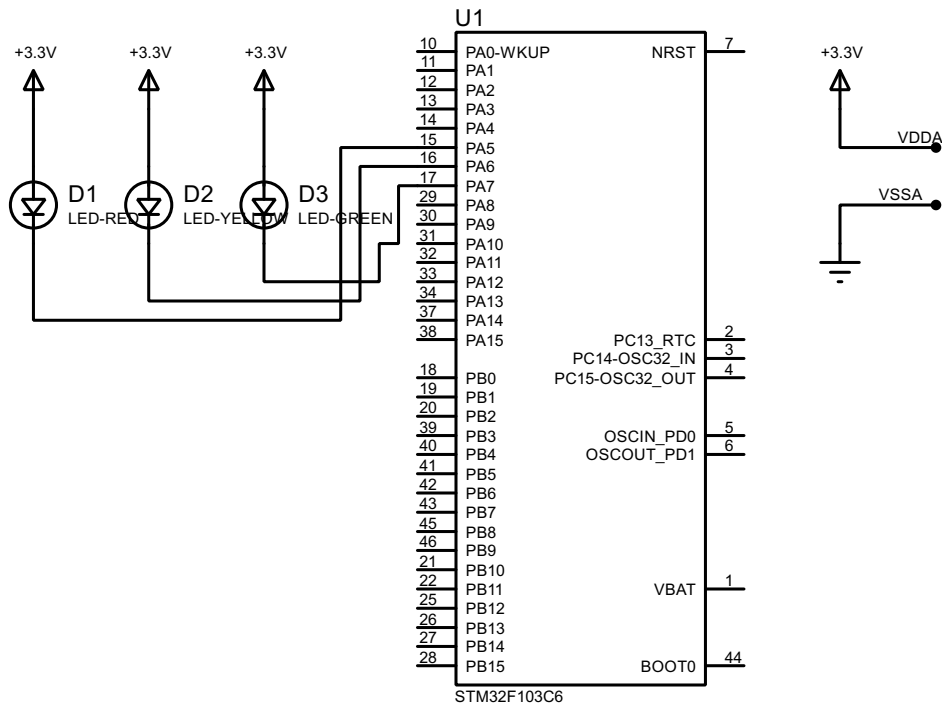 U1
+3.3V
+3.3V
+3.3V
D1
LED-RED
D2
LED-YELLOW
D3
LED-GREEN
10 PA0-WKUP
11 PA1
12 PA2
13 PA3
14 PA4
15 PA5
16 PA6
17 PA7
29 PA8
30 PA9
31 PA10
32 PA11
33 PA12
34 PA13
37 PA14
38 PA15
18 PB0
19 PB1
20 PB2
39 PB3
40 PB4
41 PB5
42 PB6
43 PB7
45 PB8
46 PB9
21 PB10
22 PB11
25 PB12
26 PB13
27 PB14
28 PB15
NRST 7
PC13_RTC 2
PC14-OSC32_IN 3
PC15-OSC32_OUT 4
OSCIN_PD0 5
OSCOUT_PD1 6
VBAT 1
BOOT0 44
STM32F103C6
+3.3V
VDDA
VSSA